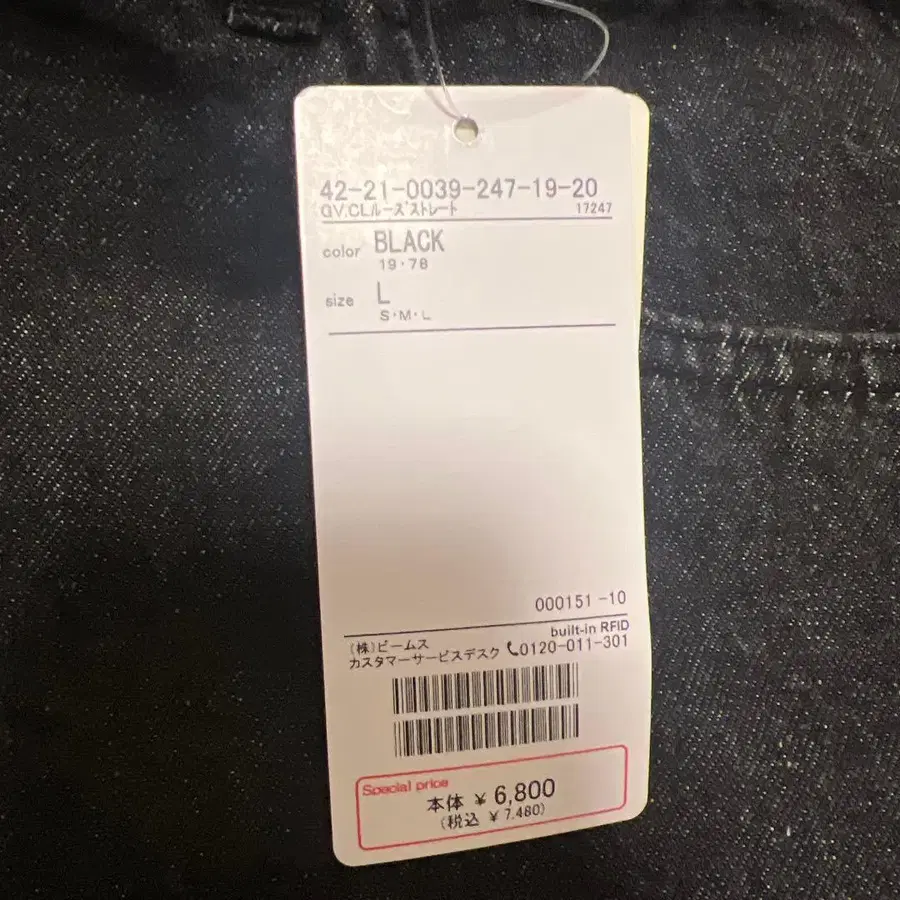 42-21-0039-247-19-20
GV.CLﾙｰｽﾞｽﾄﾚｰﾄ 17247
color BLACK
19・78
size L
S・M・L
000151 -10
built-in RFID
(株)ビームス
カスタマーサービスデスク 📞0120-011-301
Special price
本体 ¥ 6,800
(税込 ¥ 7,480)